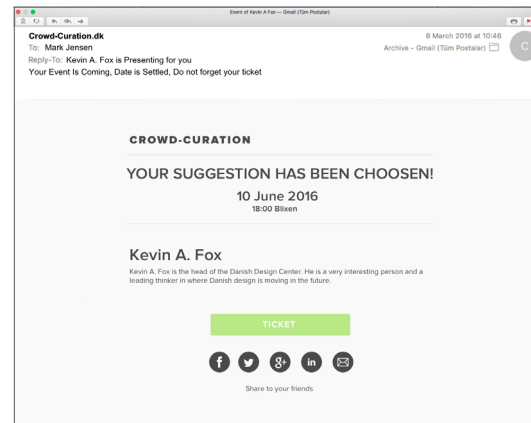 Event of Kevin A Fox — Gmail (Tüm Postalar)
Crowd-Curation.dk
6 March 2016 at 10:46
To: Mark Jensen
Archive - Gmail (Tüm Postalar)
C
Reply-To: Kevin A. Fox is Presenting for you
Your Event Is Coming, Date is Settled, Do not forget your ticket
CROWD-CURATION
YOUR SUGGESTION HAS BEEN CHOOSEN!
10 June 2016
18:00 Blixen
Kevin A. Fox
Kevin A. Fox is the head of the Danish Design Center. He is a very interesting person and a
leading thinker in where Danish design is moving in the future.
TICKET
f g+ in
Share to your friends